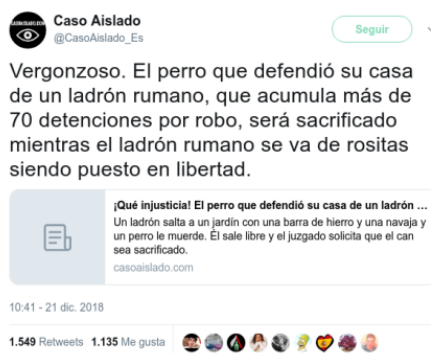 Caso Aislado
@CasoAislado_Es
Seguir
Vergonzoso. El perro que defendió su casa
de un ladrón rumano, que acumula más de
70 detenciones por robo, será sacrificado
mientras el ladrón rumano se va de rositas
siendo puesto en libertad.
¡Qué injusticia! El perro que defendió su casa de un ladrón ...
Un ladrón salta a un jardín con una barra de hierro y una navaja y
un perro le muerde. Él sale libre y el juzgado solicita que el can
sea sacrificado.
casoaislado.com
10:41 - 21 dic. 2018
1.549 Retweets 1.135 Me gusta